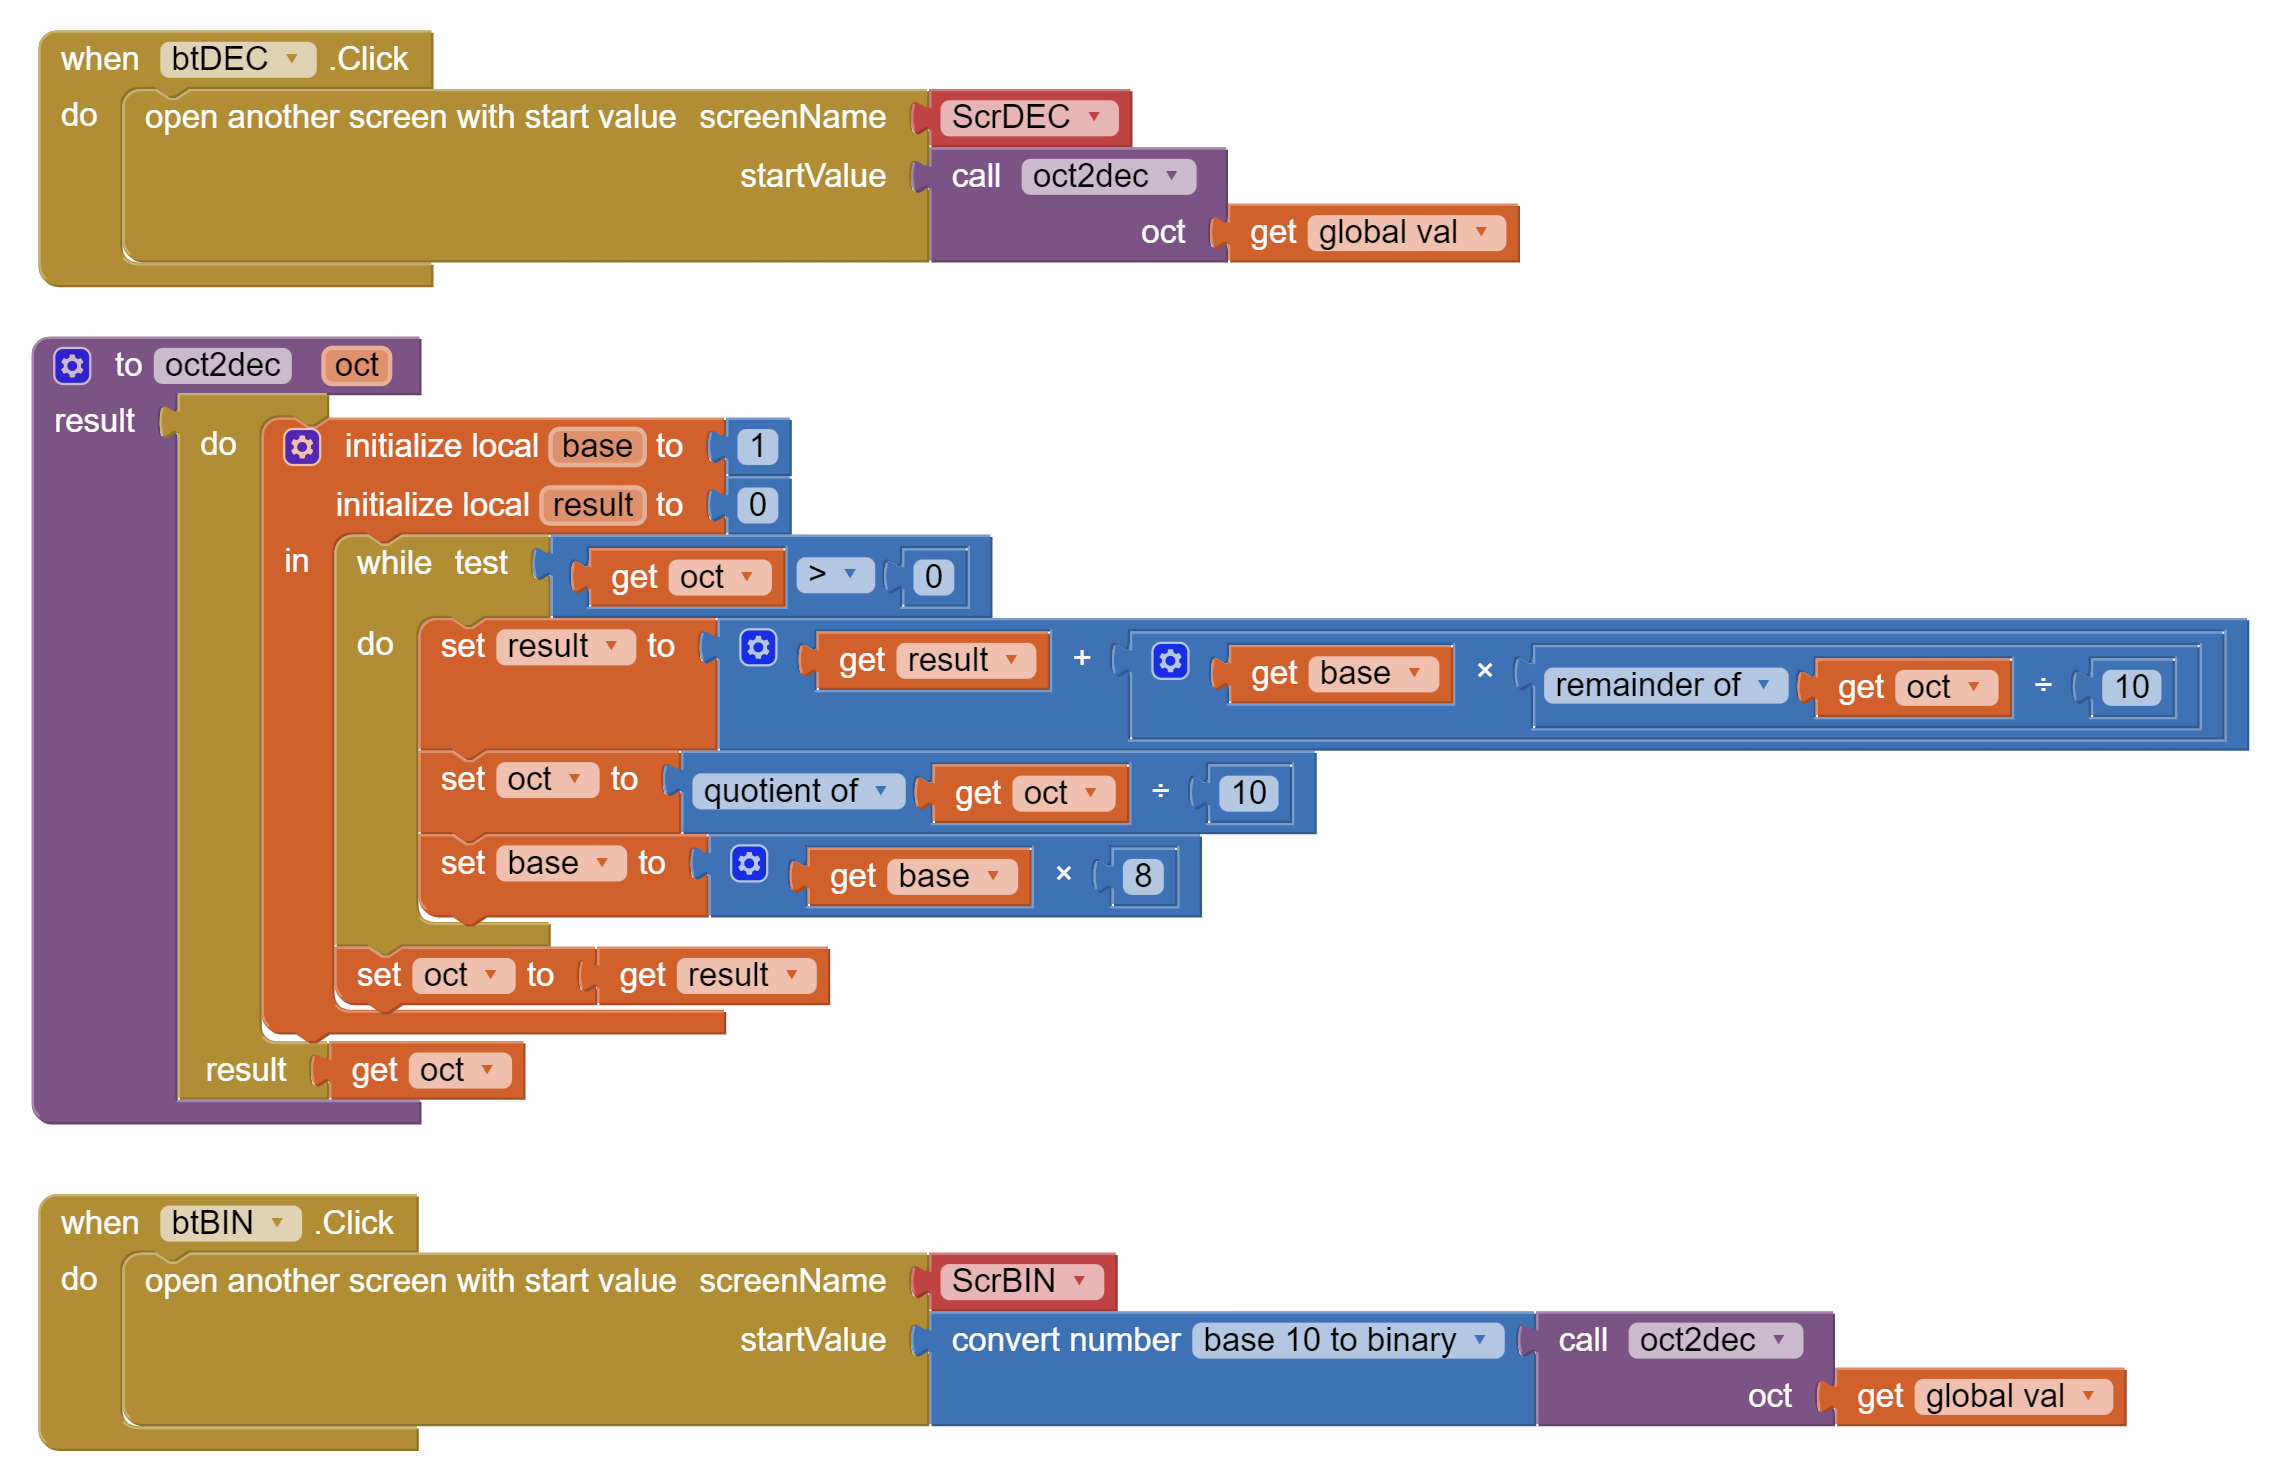 when btDEC .Click
do open another screen with start value screenName ScrDEC
startValue call oct2dec
oct get global val
to oct2dec oct
result
do initialize local base to 1
initialize local result to 0
in while test get oct > 0
do set result to get result + get base × remainder of get oct ÷ 10
set oct to quotient of get oct ÷ 10
set base to get base × 8
set oct to get result
result get oct
when btBIN .Click
do open another screen with start value screenName ScrBIN
startValue convert number base 10 to binary call oct2dec
oct get global val